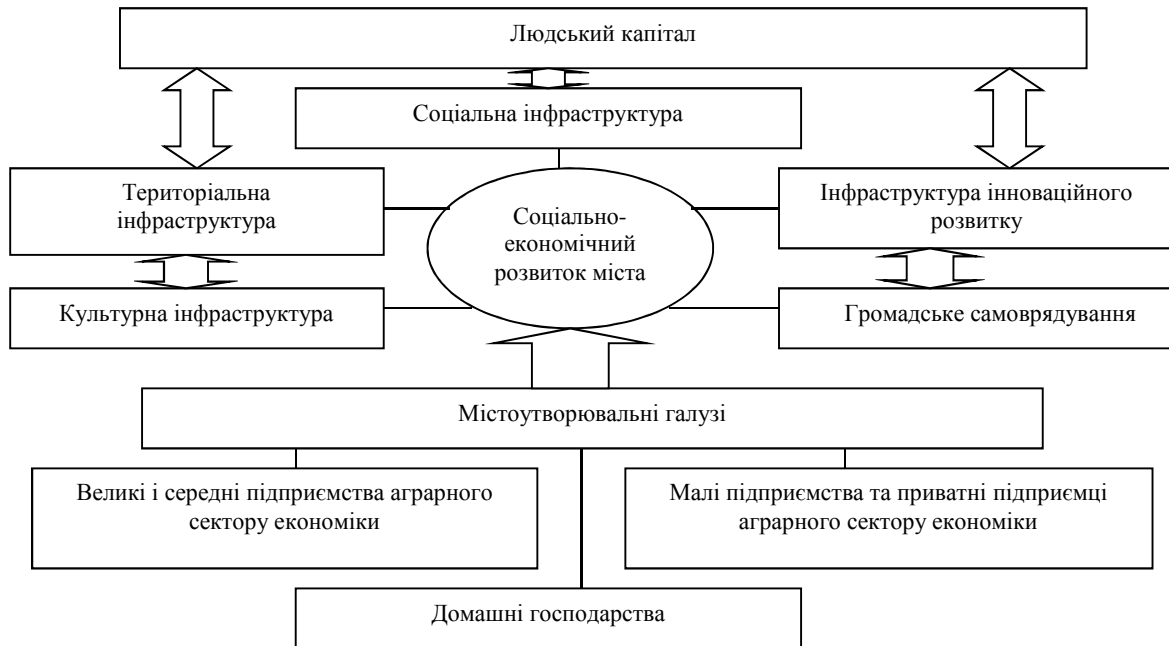 Людський капітал
Соціальна інфраструктура
Територіальна
інфраструктура
Соціально-
економічний
розвиток міста
Інфраструктура інноваційного
розвитку
Культурна інфраструктура
Громадське самоврядування
Містоутворювальні галузі
Великі і середні підприємства аграрного
сектору економіки
Малі підприємства та приватні підприємці
аграрного сектору економіки
Домашні господарства